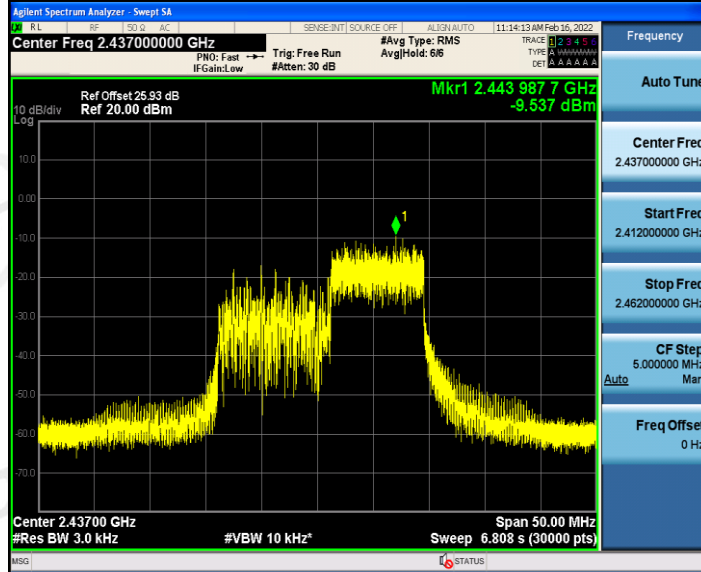 Agilent Spectrum Analyzer - Swept SA
RL RF 50 Ω AC SENSE:INT SOURCE OFF ALIGN AUTO 11:14:13 AM Feb 16, 2022
Center Freq 2.437000000 GHz
#Avg Type: RMS
TRACE 1 2 3 4 5 6
PNO: Fast Trig: Free Run Avg|Hold: 6/6
TYPE A WWWWW
IFGain:Low #Atten: 30 dB
DET A A A A A A
Ref Offset 25.93 dB
10 dB/div Ref 20.00 dBm
Log
Mkr1 2.443 987 7 GHz
-9.537 dBm
10.0
0.00
-10.0
-20.0
-30.0
-40.0
-50.0
-60.0
-70.0
1
Center 2.43700 GHz Span 50.00 MHz
#Res BW 3.0 kHz #VBW 10 kHz* Sweep 6.808 s (30000 pts)
MSG STATUS
Frequency
Auto Tune
Center Freq
2.437000000 GHz
Start Freq
2.412000000 GHz
Stop Freq
2.462000000 GHz
CF Step
5.000000 MHz
Auto Man
Freq Offset
0 Hz